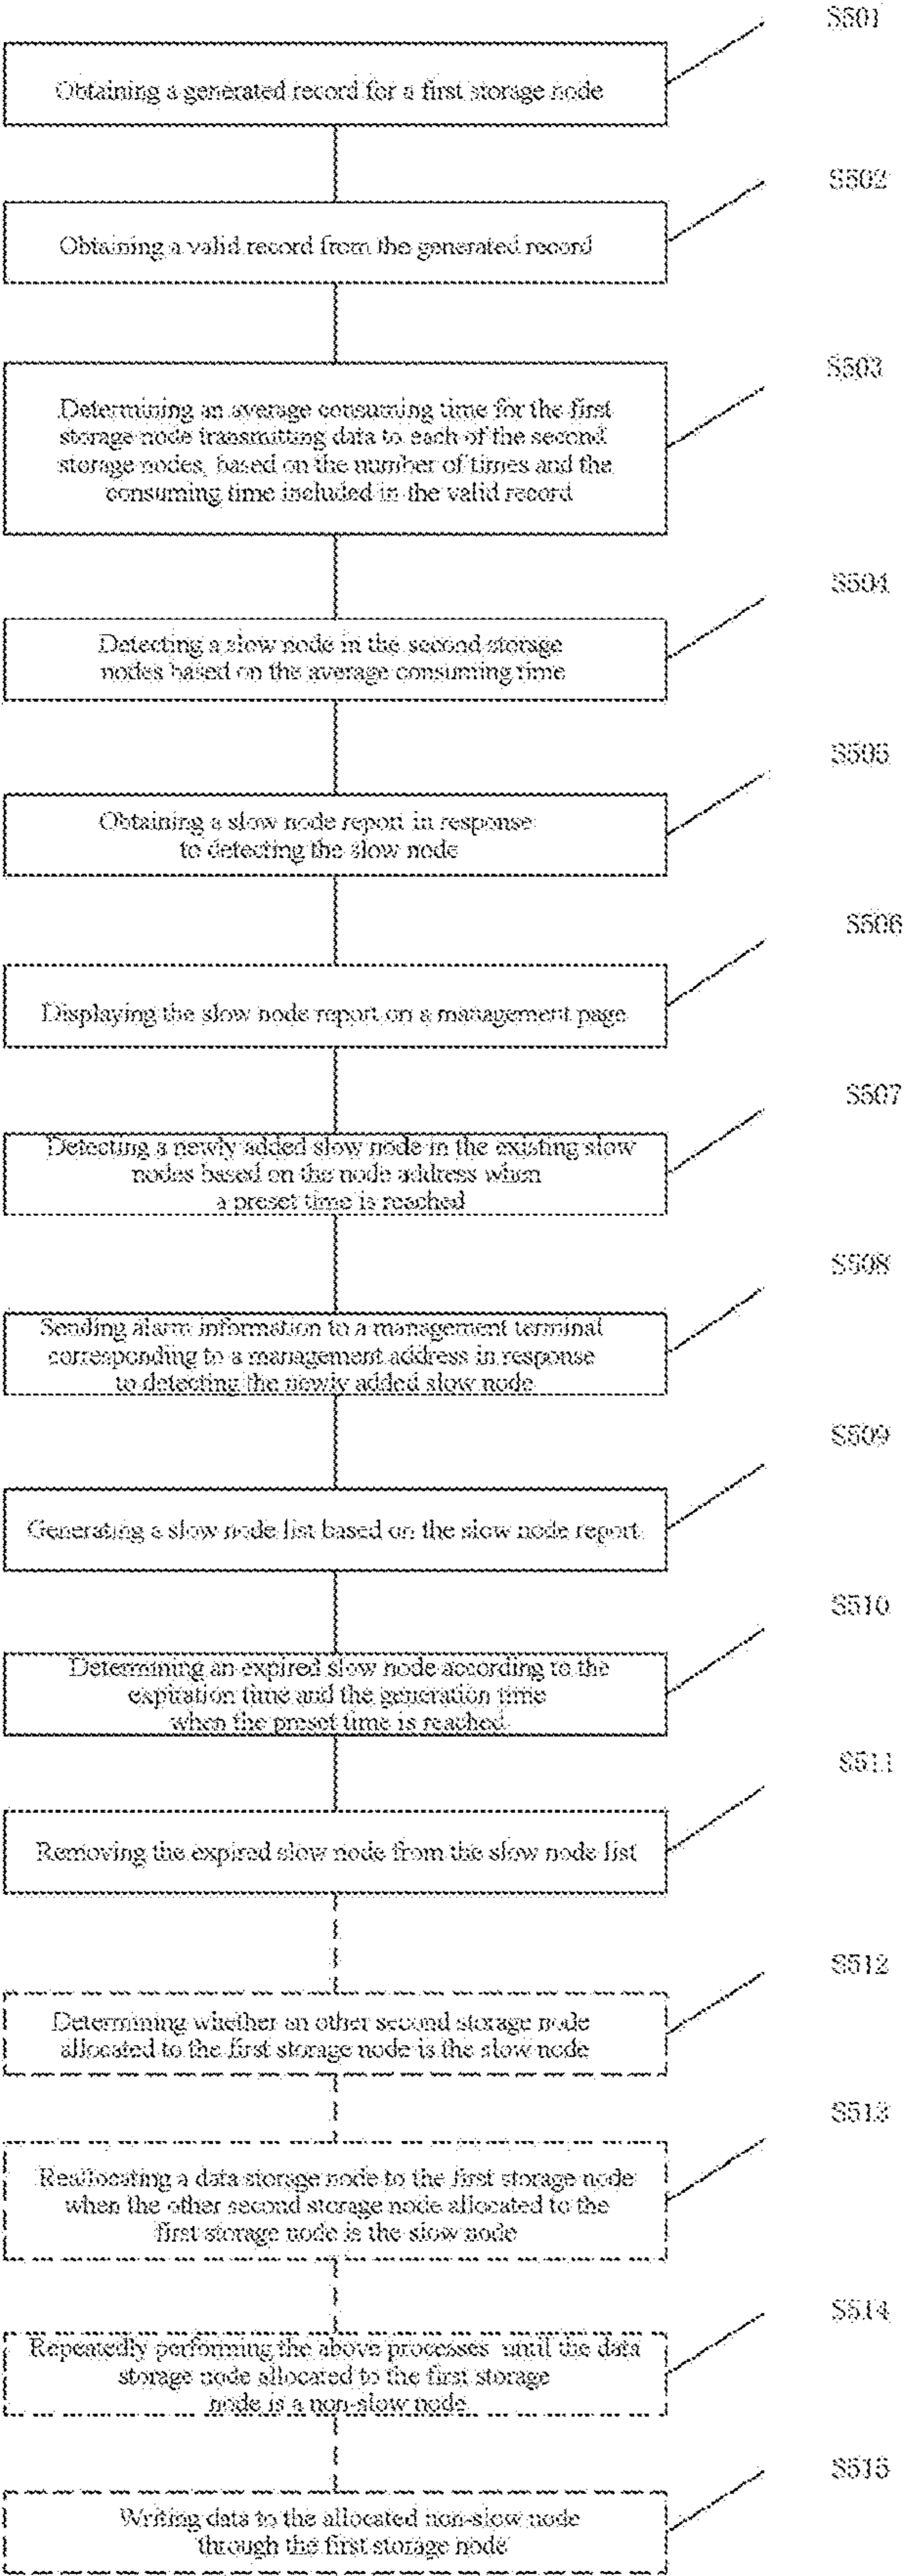 S501
Obtaining a generated record for a first storage node
S502
Obtaining a valid record from the generated record
S503
Determining an average consuming time for the first
storage node transmitting data to each of the second
storage nodes, based on the number of times and the
consuming time included in the valid record
S504
Detecting a slow node in the second storage
nodes based on the average consuming time
S505
Obtaining a slow node report in response
to detecting the slow node
S506
Displaying the slow node report on a management page
S507
Detecting a newly added slow node in the existing slow
nodes based on the node address when
a preset time is reached
S508
Sending alarm information to a management terminal
corresponding to a management address in response
to detecting the newly added slow node
S509
Generating a slow node list based on the slow node report
S510
Determining an expired slow node according to the
expiration time and the generation time
when the preset time is reached
S511
Removing the expired slow node from the slow node list
S512
Determining whether an other second storage node
allocated to the first storage node is the slow node
S513
Reallocating a data storage node to the first storage node
when the other second storage node allocated to the
first storage node is the slow node
S514
Repeatedly performing the above processes until the data
storage node allocated to the first storage
node is a non-slow node
S515
Writing data to the allocated non-slow node
through the first storage node